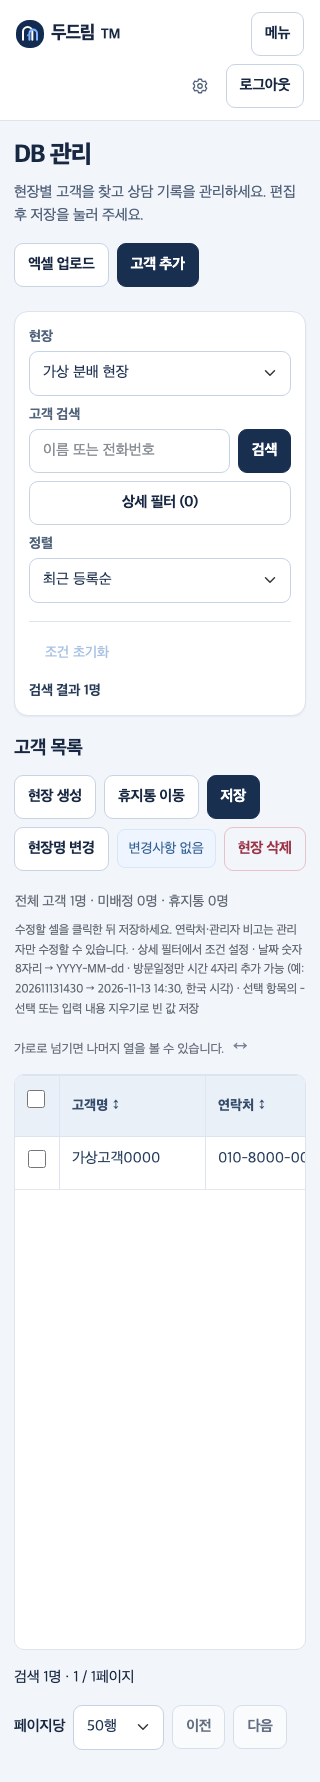 두드림 TM
메뉴
로그아웃
DB 관리
현장별 고객을 찾고 상담 기록을 관리하세요. 편집
후 저장을 눌러 주세요.
엑셀 업로드
고객 추가
현장
가상 분배 현장
고객 검색
이름 또는 전화번호
검색
상세 필터 (0)
정렬
최근 등록순
조건 초기화
검색 결과 1명
고객 목록
현장 생성
휴지통 이동
저장
현장명 변경
변경사항 없음
현장 삭제
전체 고객 1명 · 미배정 0명 · 휴지통 0명
수정할 셀을 클릭한 뒤 저장하세요. 연락처·관리자 비고는 관리
자만 수정할 수 있습니다. · 상세 필터에서 조건 설정 · 날짜 숫자
8자리 → YYYY-MM-dd · 방문일정만 시간 4자리 추가 가능 (예:
202611131430 → 2026-11-13 14:30, 한국 시각) · 선택 항목의 -
선택 또는 입력 내용 지우기로 빈 값 저장
가로로 넘기면 나머지 열을 볼 수 있습니다. ↔
고객명 ↕ 연락처 ↕
가상고객0000 010-8000-00
검색 1명 · 1 / 1페이지
페이지당
50행
이전
다음